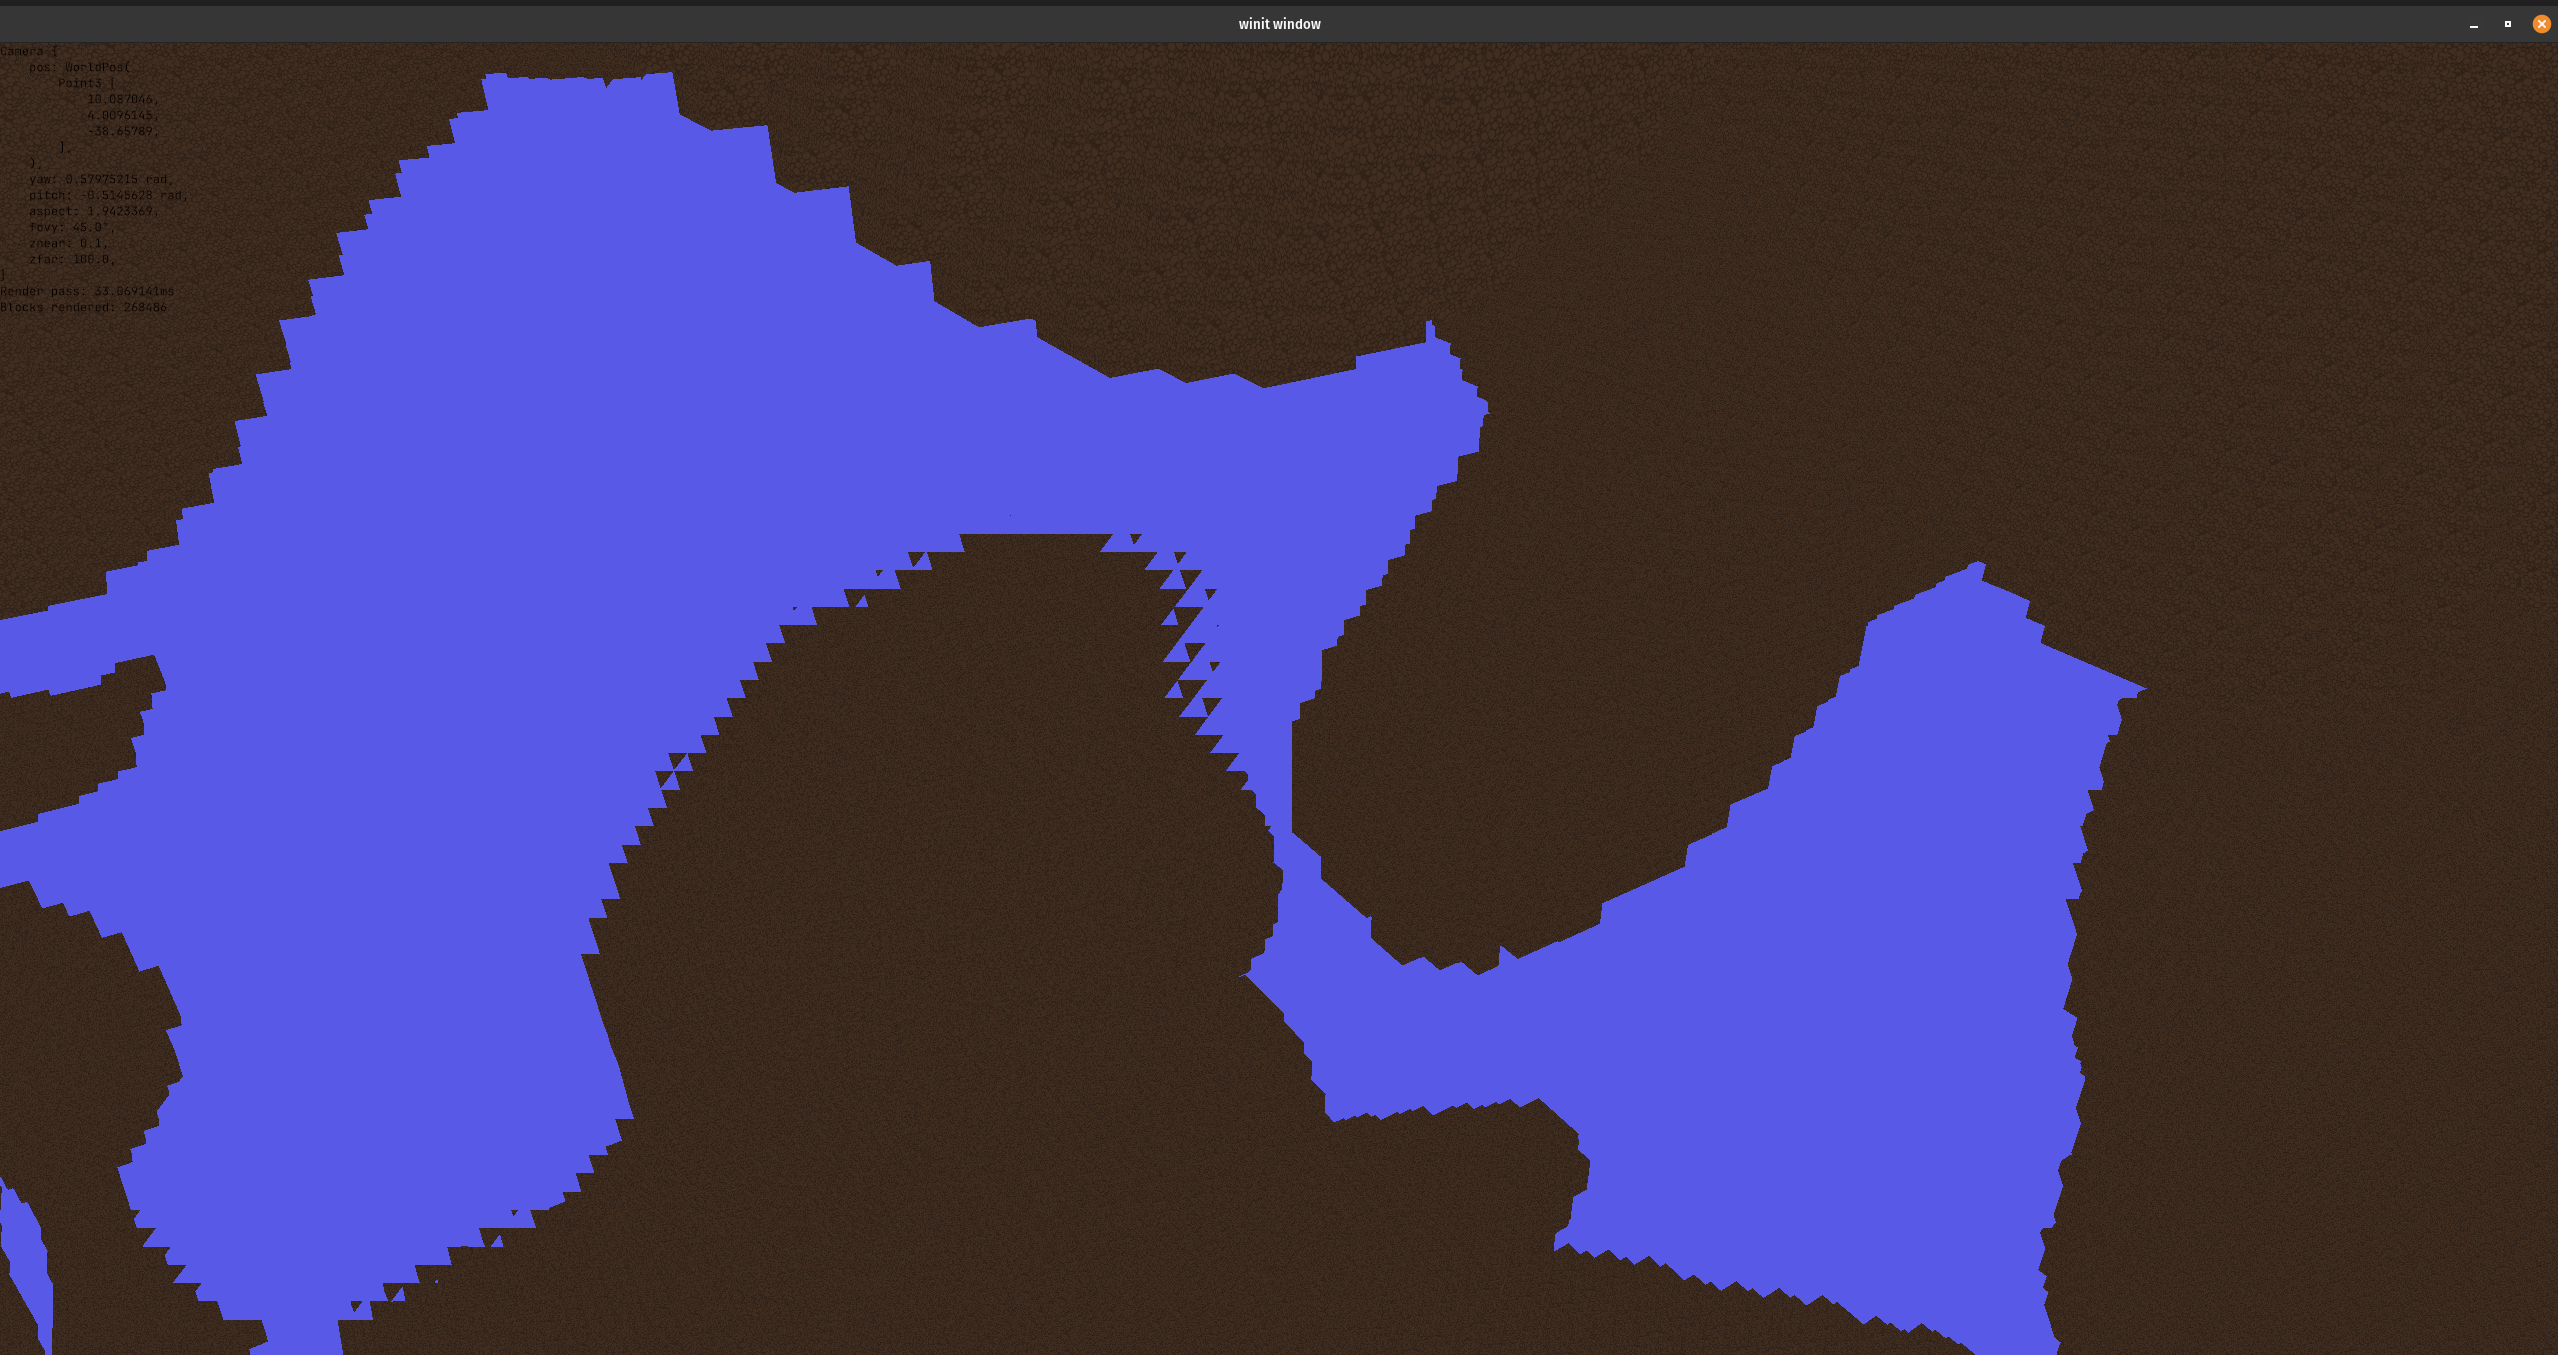 winit window
Camera {
pos: WorldPos(
Point3 [
10.087046,
4.0096145,
-38.65789,
],
),
yaw: 0.57975215 rad,
pitch: -0.5145628 rad,
aspect: 1.9423369,
fovy: 45.0°,
znear: 0.1,
zfar: 100.0,
}
Render pass: 33.069141ms
Blocks rendered: 268486